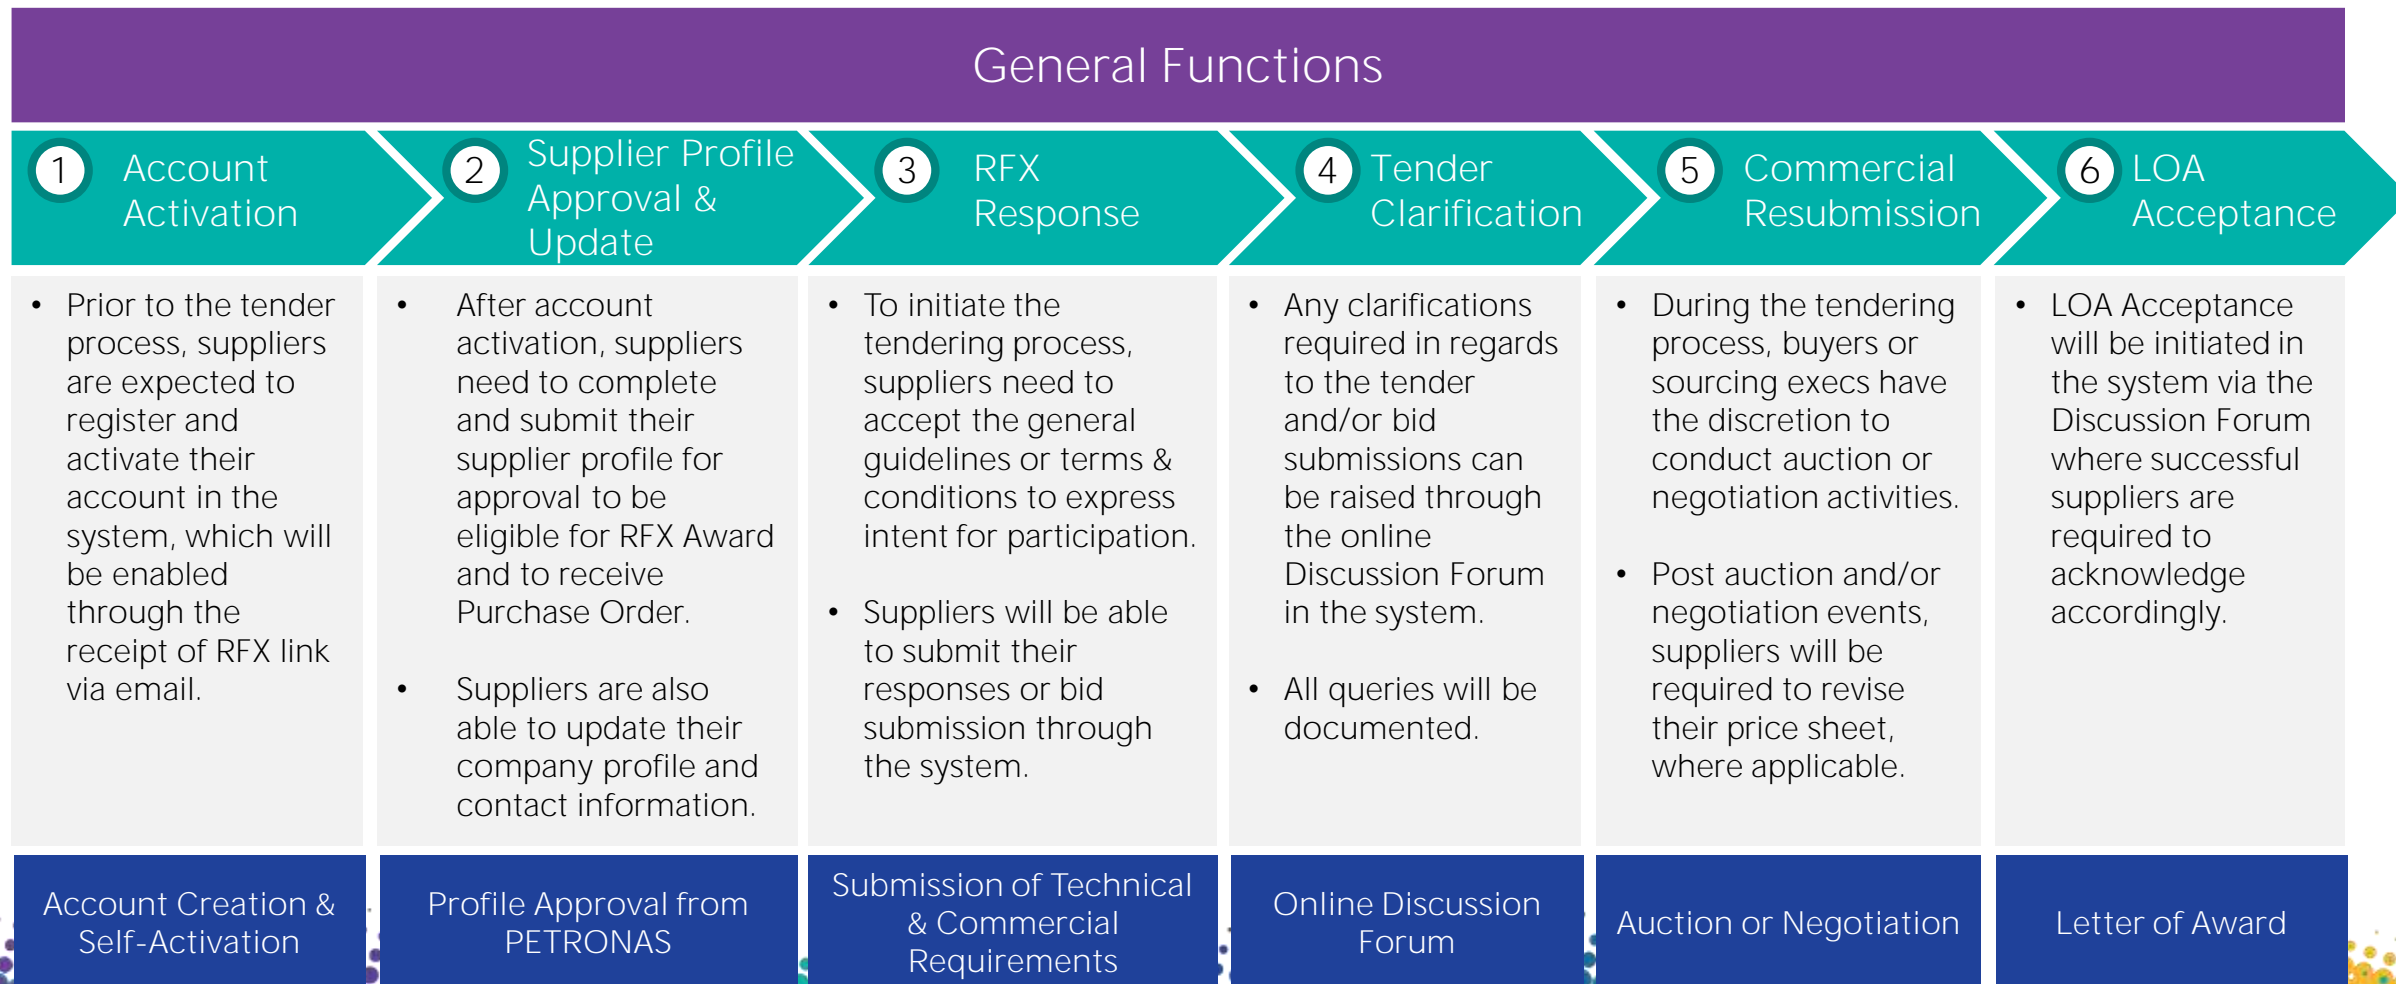 General Functions
1
Account
Activation
2
Supplier Profile
Approval &
Update
3
RFX
Response
4
Tender
Clarification
5
Commercial
Resubmission
6
LOA
Acceptance
• Prior to the tender
process, suppliers
are expected to
register and
activate their
account in the
system, which will
be enabled
through the
receipt of RFX link
via email.
• After account
activation, suppliers
need to complete
and submit their
supplier profile for
approval to be
eligible for RFX Award
and to receive
Purchase Order.
• Suppliers are also
able to update their
company profile and
contact information.
• To initiate the
tendering process,
suppliers need to
accept the general
guidelines or terms &
conditions to express
intent for participation.
• Suppliers will be able
to submit their
responses or bid
submission through
the system.
• Any clarifications
required in regards
to the tender
and/or bid
submissions can
be raised through
the online
Discussion Forum
in the system.
• All queries will be
documented.
• During the tendering
process, buyers or
sourcing execs have
the discretion to
conduct auction or
negotiation activities.
• Post auction and/or
negotiation events,
suppliers will be
required to revise
their price sheet,
where applicable.
• LOA Acceptance
will be initiated in
the system via the
Discussion Forum
where successful
suppliers are
required to
acknowledge
accordingly.
Account Creation &
Self-Activation
Profile Approval from
PETRONAS
Submission of Technical
& Commercial
Requirements
Online Discussion
Forum
Auction or Negotiation
Letter of Award